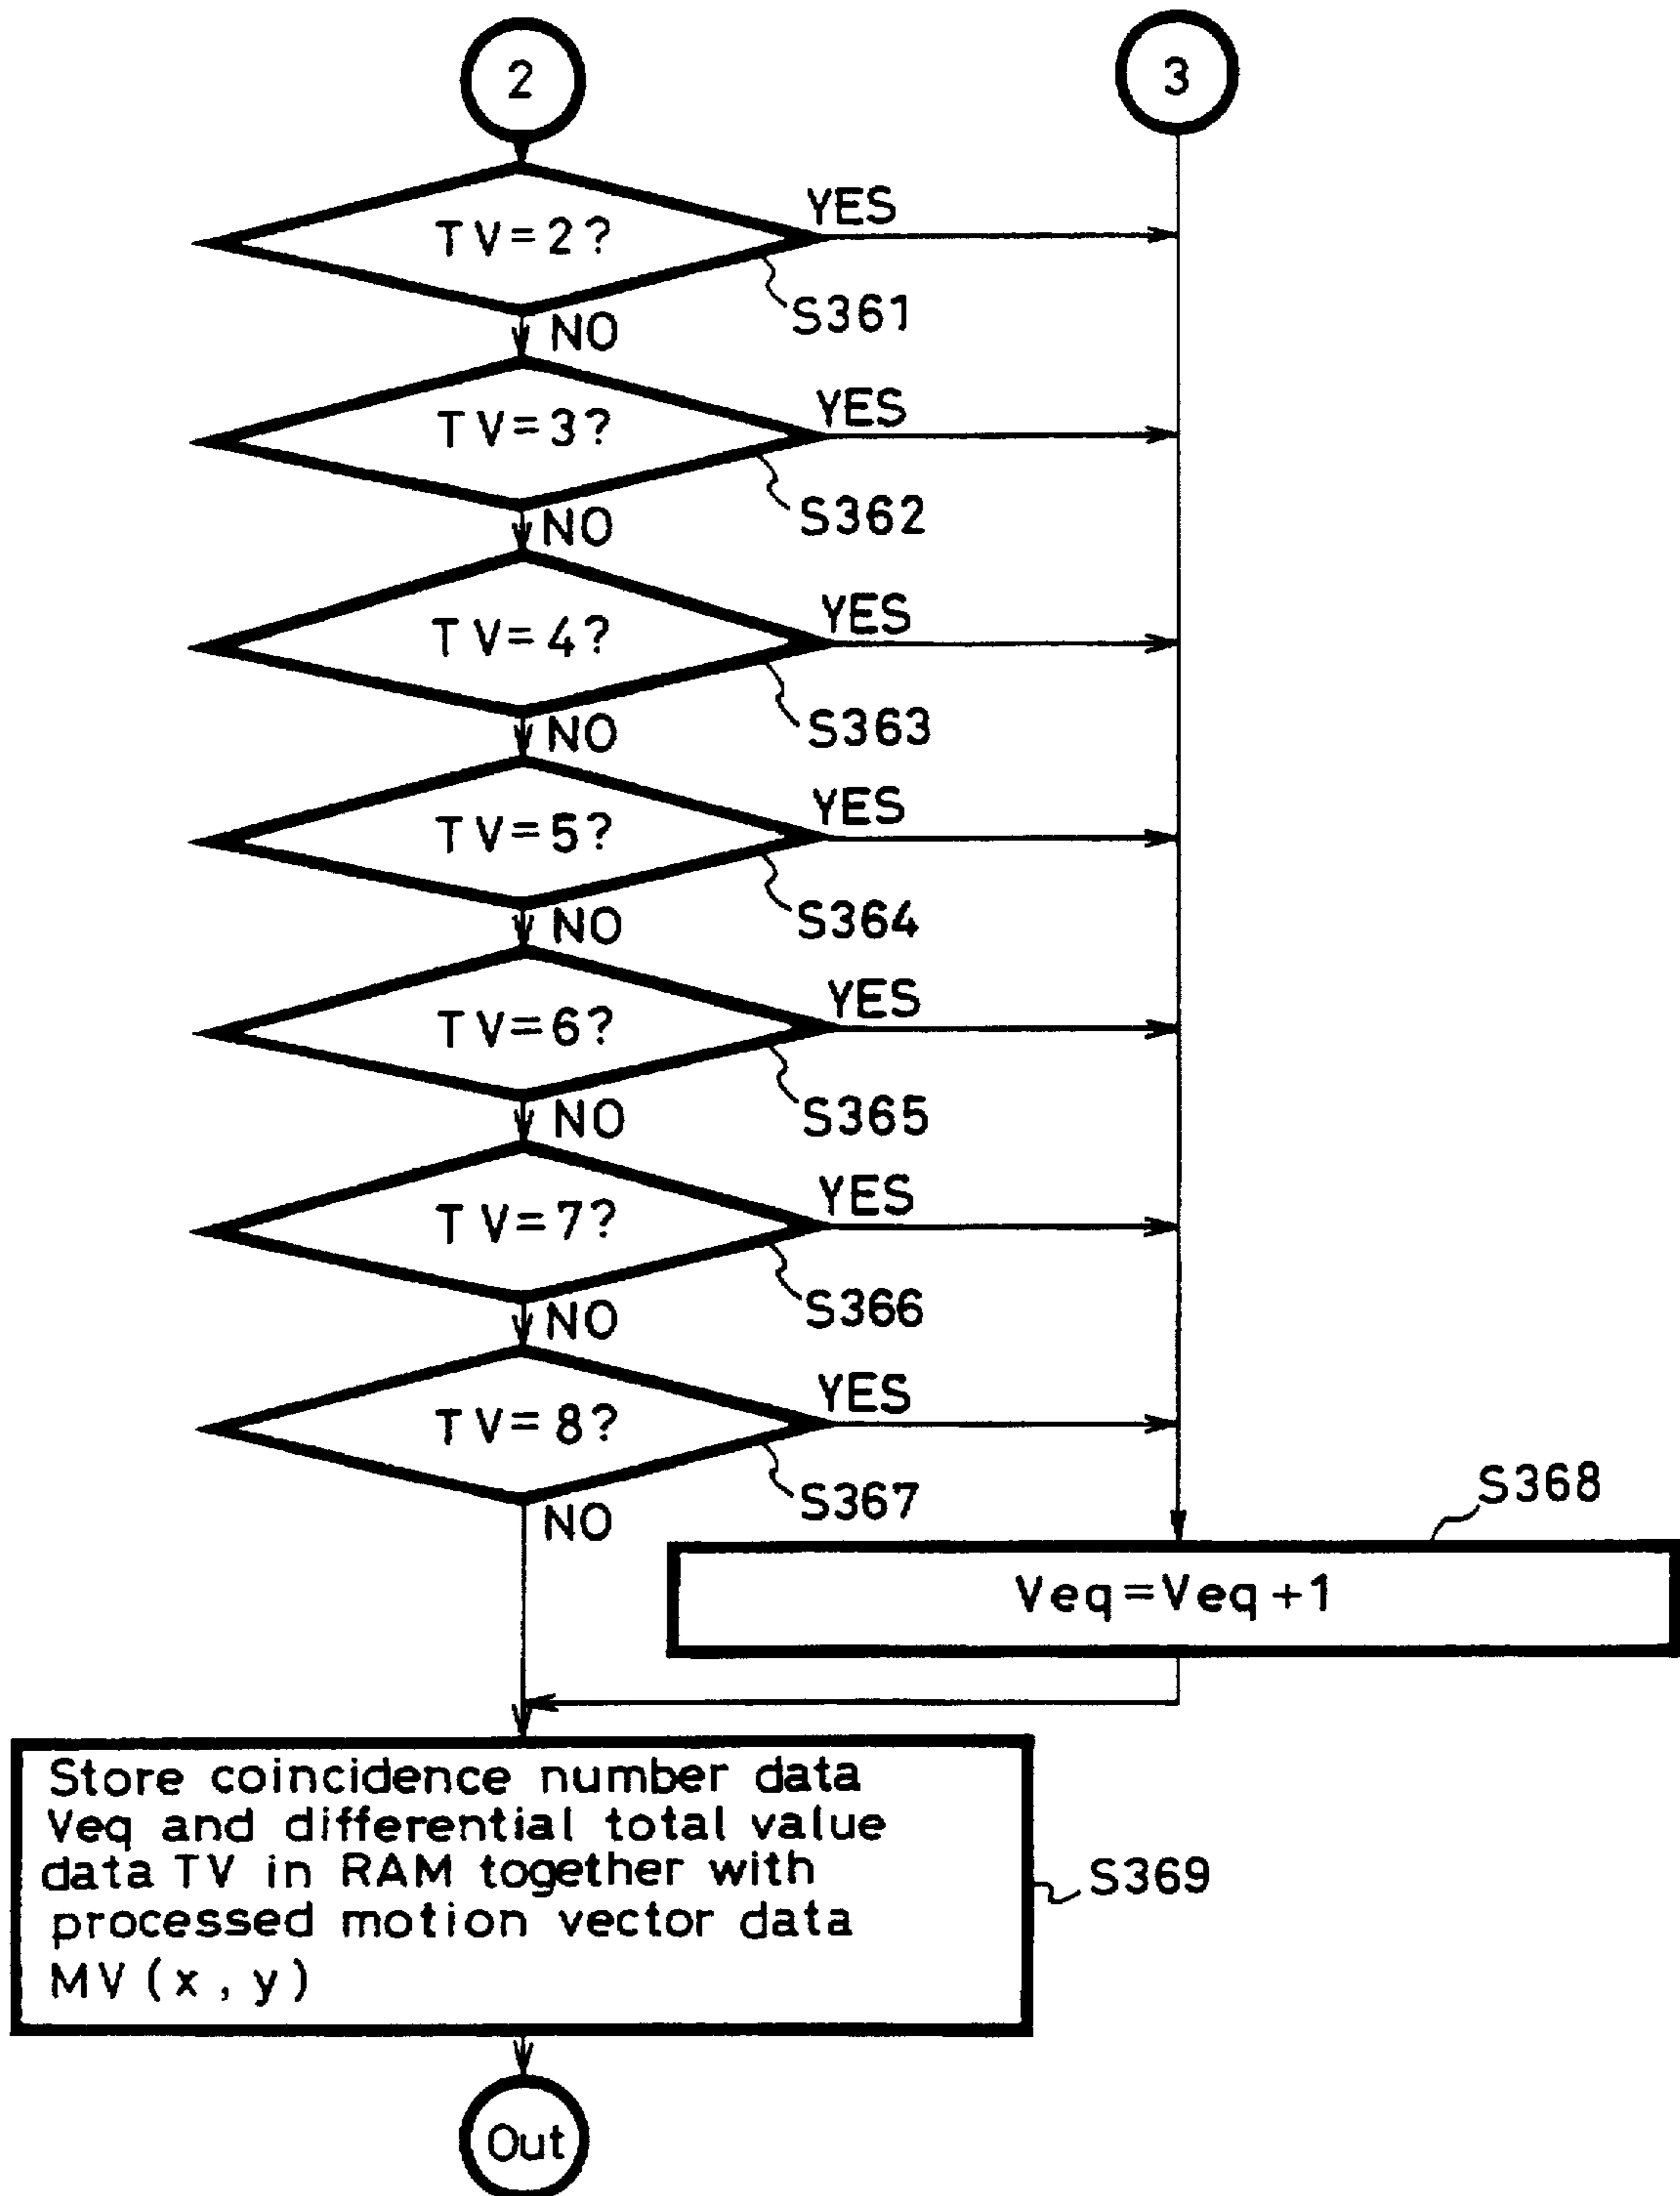 2
3
TV=2?
YES
S361
NO
TV=3?
YES
S362
NO
TV=4?
YES
S363
NO
TV=5?
YES
S364
NO
TV=6?
YES
S365
NO
TV=7?
YES
S366
NO
TV=8?
YES
S367
NO
S368
Veq=Veq+1
Store coincidence number data
Veq and differential total value
data TV in RAM together with
processed motion vector data
MV(x,y)
S369
Out